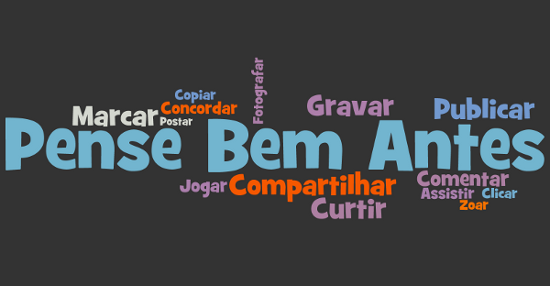 Fotografar
Copiar
Marcar Concordar Gravar Publicar
Postar
Pense Bem Antes
Jogar Compartilhar Comentar
Curtir Assistir Clicar
Zoar